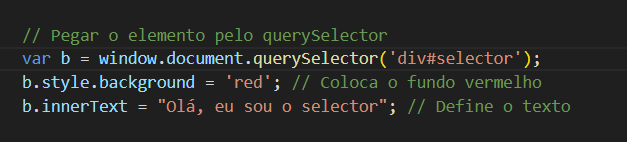 // Pegar o elemento pelo querySelector
var b = window.document.querySelector('div#selector');
b.style.background = 'red'; // Coloca o fundo vermelho
b.innerText = "Olá, eu sou o selector"; // Define o texto